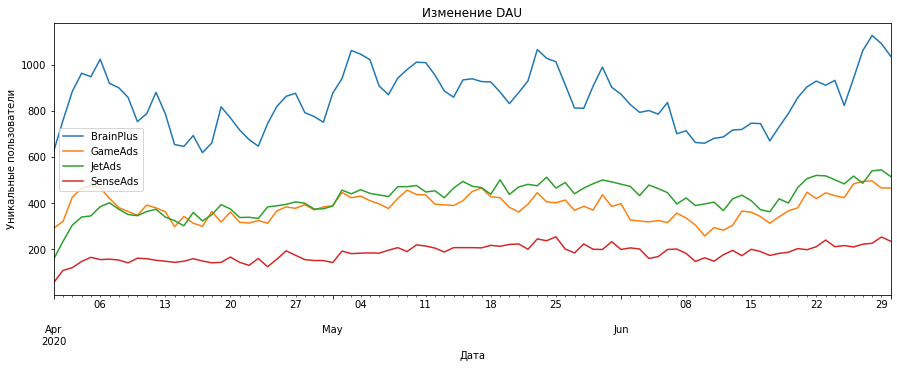 Изменение DAU
Уникальные пользователи
1000
800
600
400
200
BrainPlus
GameAds
JetAds
SenseAds
06 13 20 27 04 11 18 25 08 15 22 29
Apr May Jun
2020
Дата